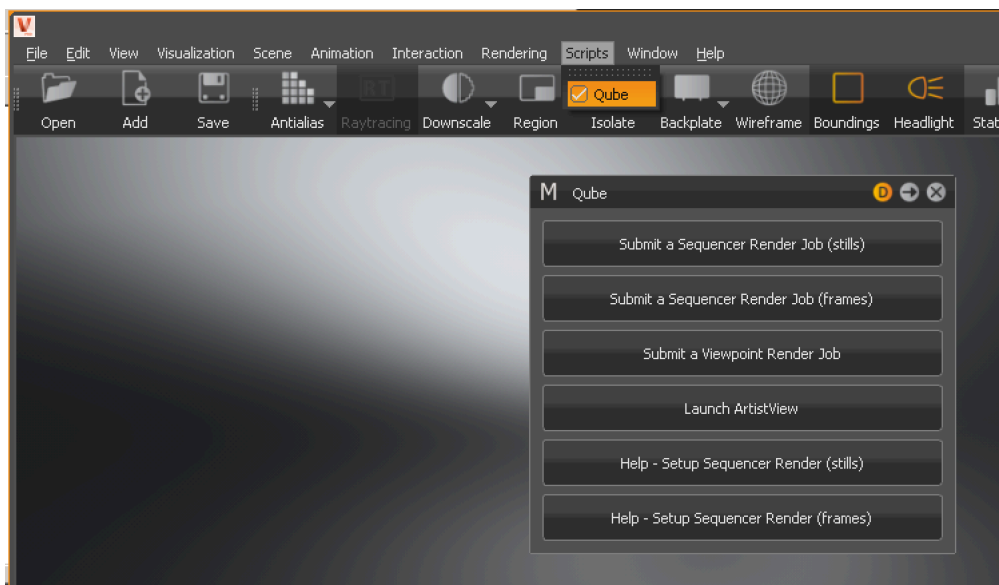 V
File Edit View Visualization Scene Animation Interaction Rendering Scripts Window Help
Qube
RT
Open Add Save Antialias Raytracing Downscale Region Isolate Backplate Wireframe Boundings Headlight Stat
M Qube D
Submit a Sequencer Render Job (stills)
Submit a Sequencer Render Job (frames)
Submit a Viewpoint Render Job
Launch ArtistView
Help - Setup Sequencer Render (stills)
Help - Setup Sequencer Render (frames)